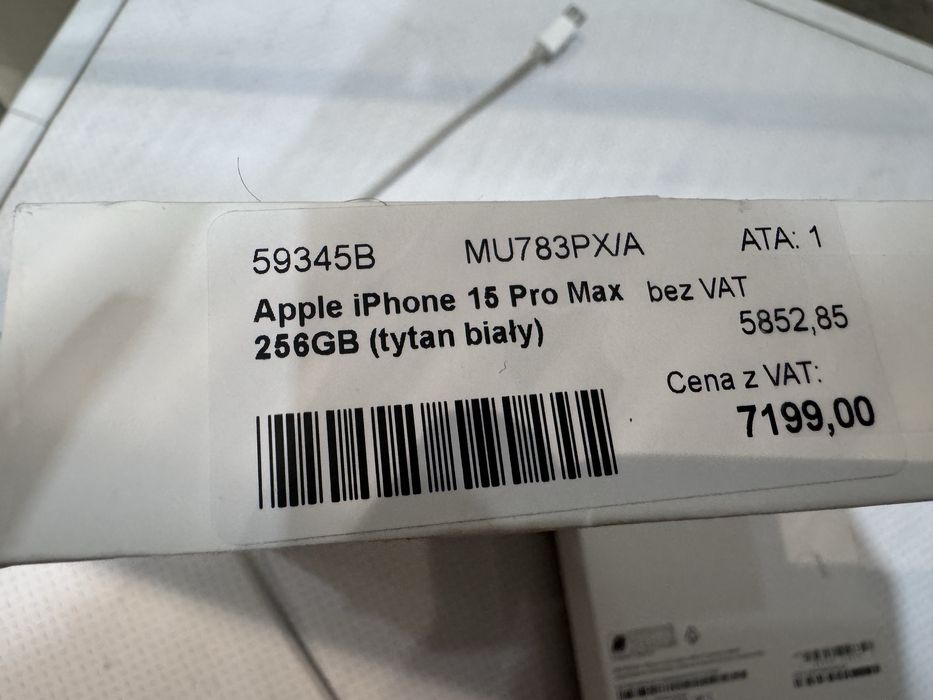 59345B MU783PX/A ATA: 1
Apple iPhone 15 Pro Max bez VAT
256GB (tytan biały) 5852,85
Cena z VAT:
7199,00